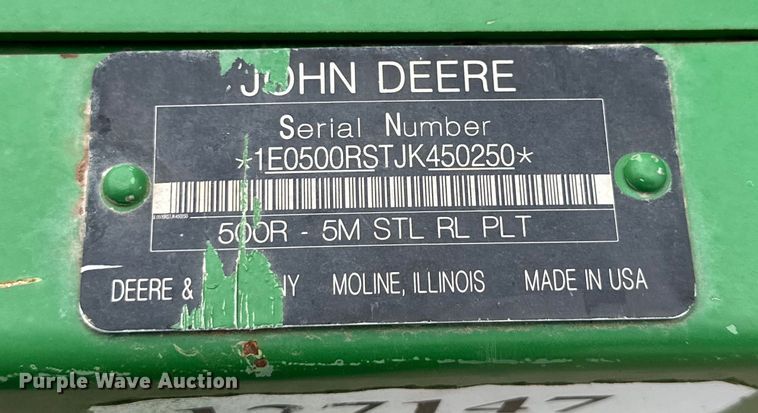 JOHN DEERE
Serial Number
*1E0500RSTJK450250*
500R - 5M STL RL PLT
DEERE & NY MOLINE, ILLINOIS MADE IN USA
Purple Wave Auction